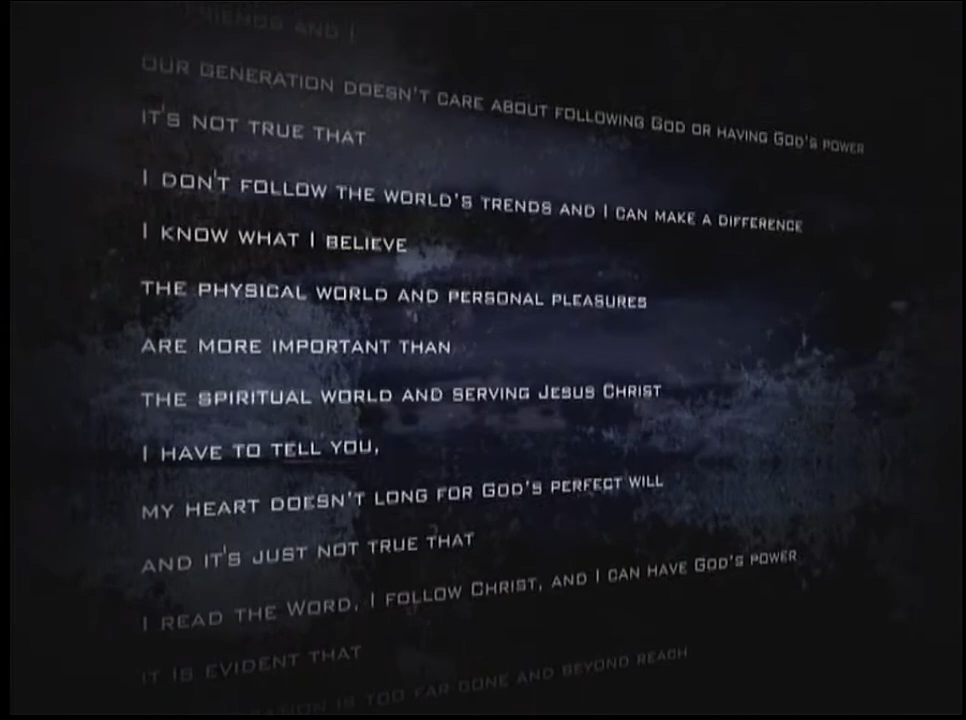 FRIENDS AND I
OUR GENERATION DOESN'T CARE ABOUT FOLLOWING GOD OR HAVING GOD'S POWER
IT'S NOT TRUE THAT
I DON'T FOLLOW THE WORLD'S TRENDS AND I CAN MAKE A DIFFERENCE
I KNOW WHAT I BELIEVE
THE PHYSICAL WORLD AND PERSONAL PLEASURES
ARE MORE IMPORTANT THAN
THE SPIRITUAL WORLD AND SERVING JESUS CHRIST
I HAVE TO TELL YOU,
MY HEART DOESN'T LONG FOR GOD'S PERFECT WILL
AND IT'S JUST NOT TRUE THAT
I READ THE WORD, I FOLLOW CHRIST, AND I CAN HAVE GOD'S POWER
IT IS EVIDENT THAT
IS TOO FAR GONE AND BEYOND REACH